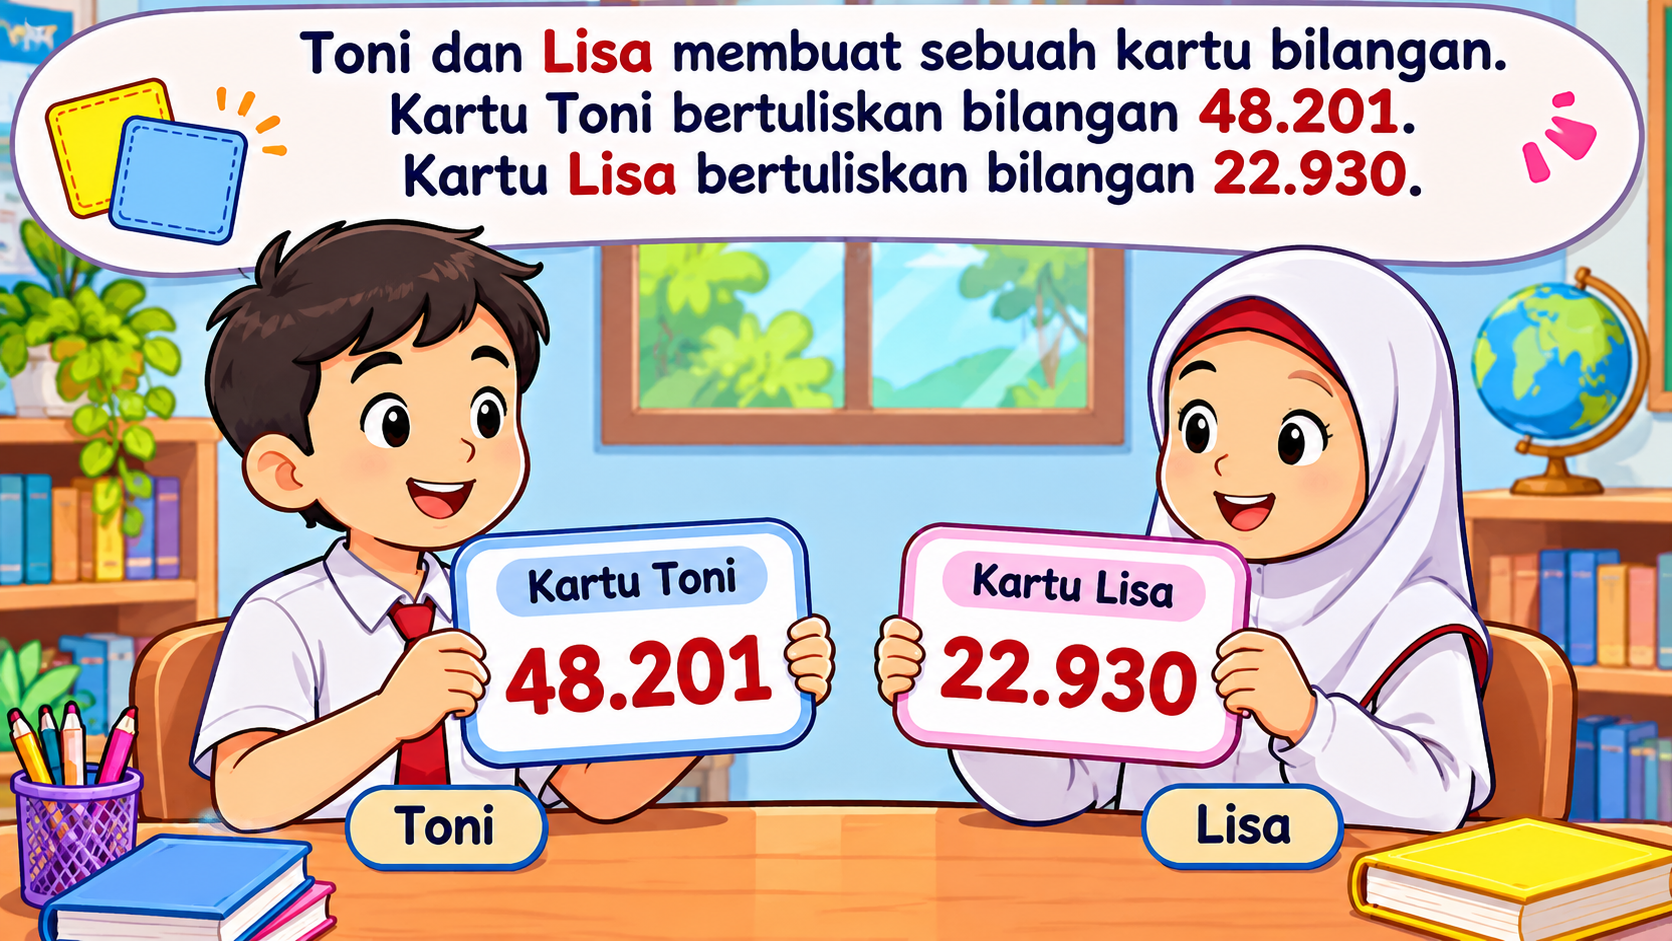 Toni dan Lisa membuat sebuah kartu bilangan.
Kartu Toni bertuliskan bilangan 48.201.
Kartu Lisa bertuliskan bilangan 22.930.
Kartu Toni
48.201
Kartu Lisa
22.930
Toni
Lisa